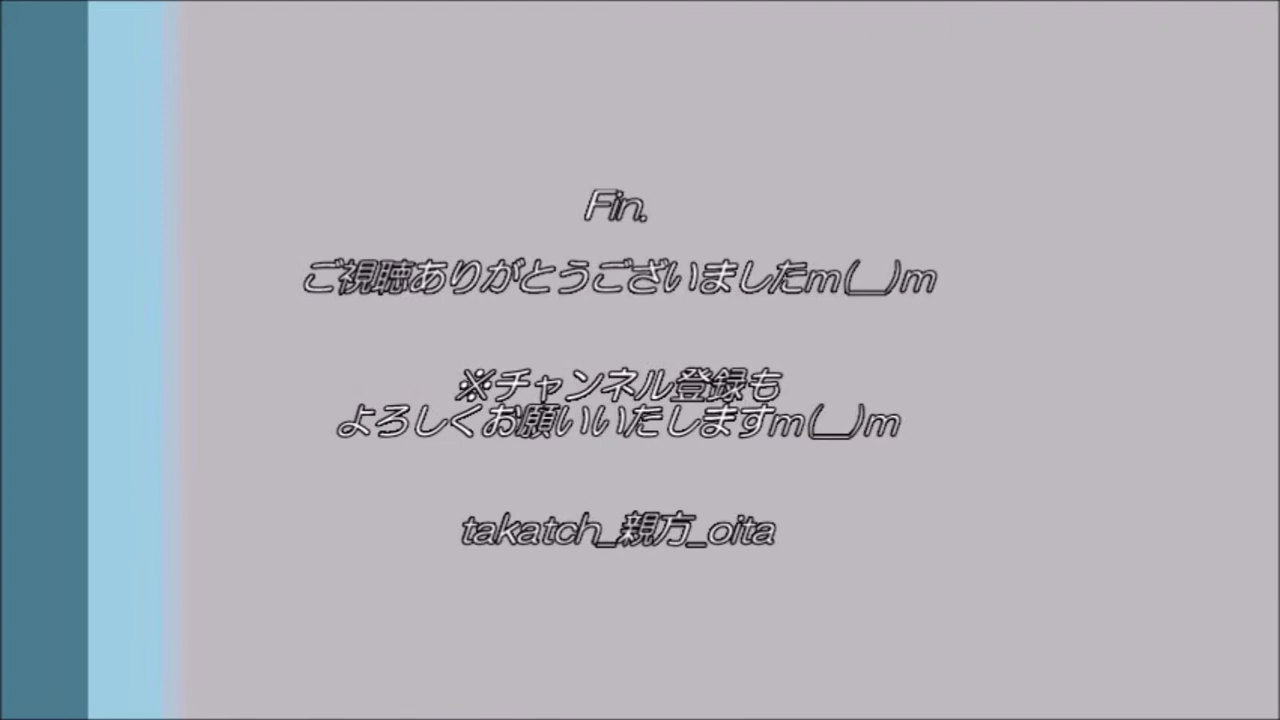 Fin.
ご視聴ありがとうございましたm(__)m
※チャンネル登録も
よろしくお願いいたしますm(__)m
takatch_親方_oita